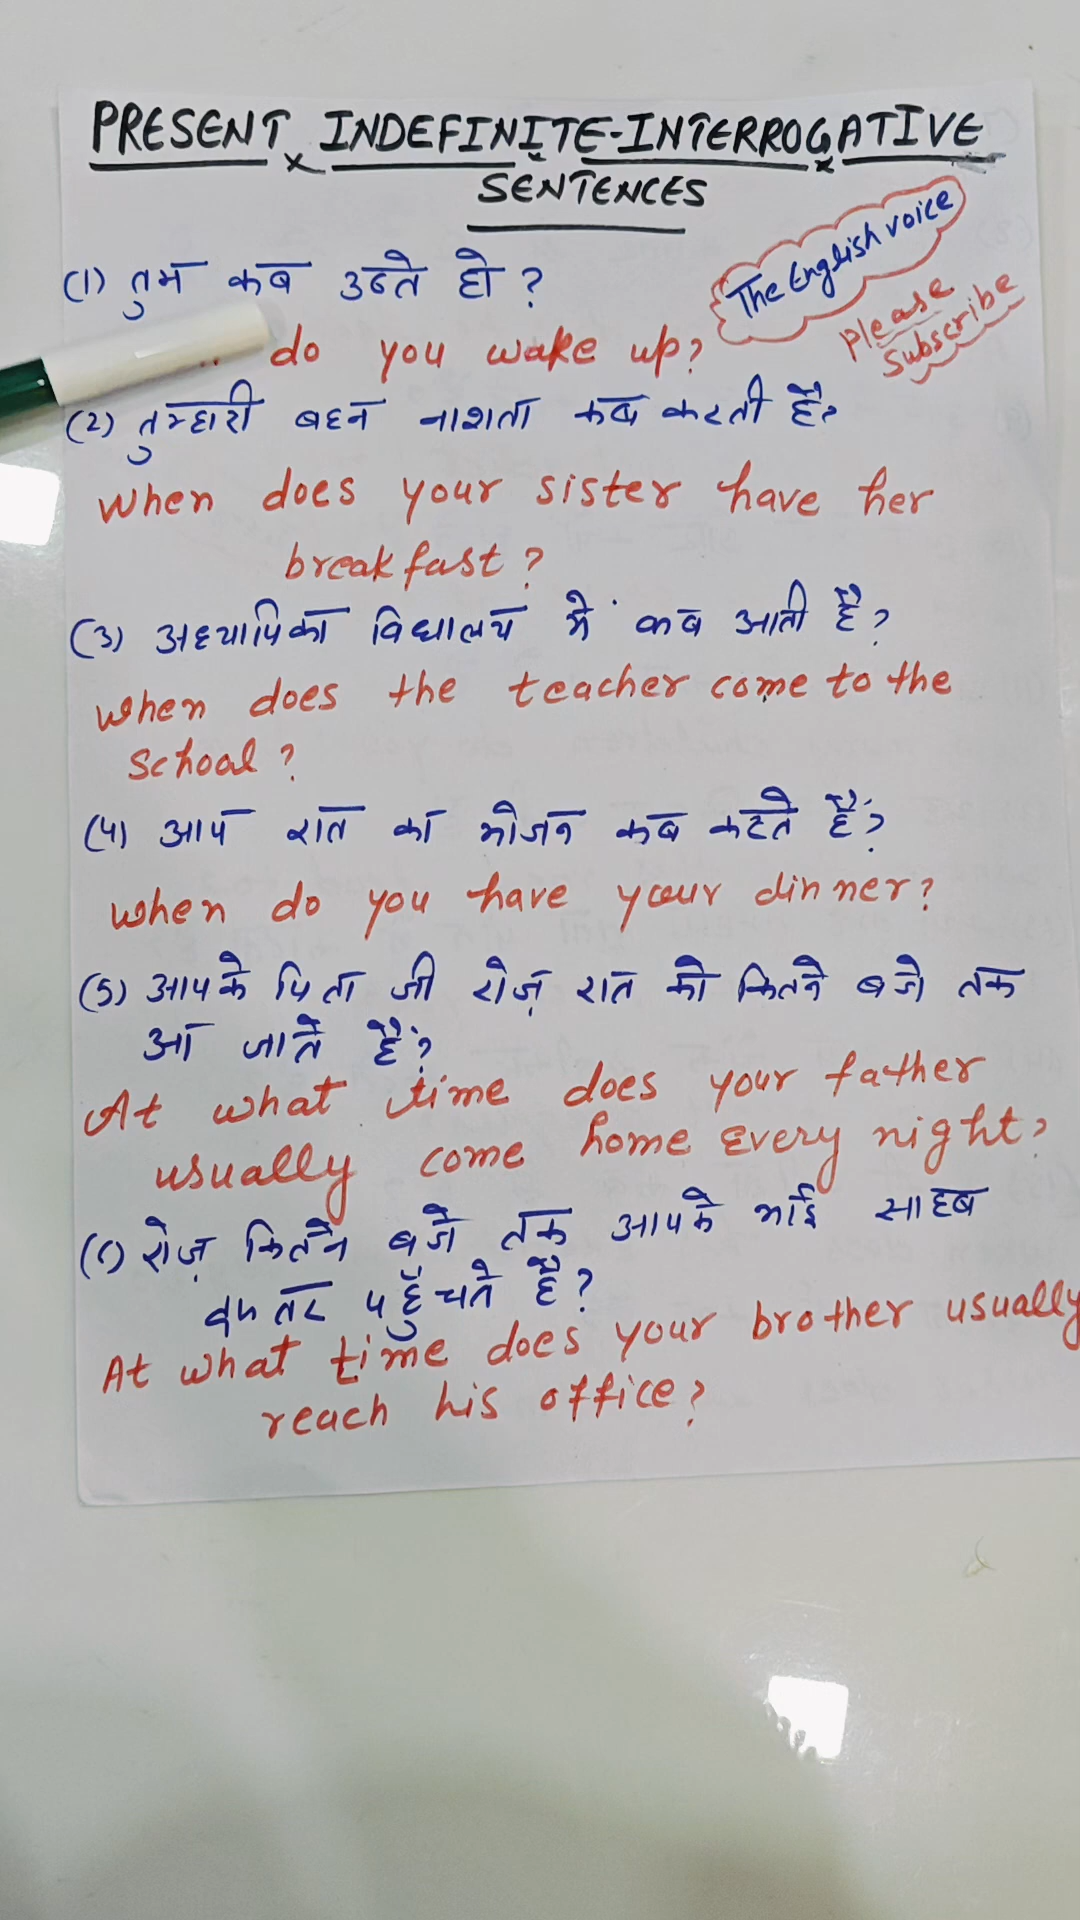 PRESENT INDEFINITE-INTERROGATIVE
SENTENCES
The English voice
Please
Subscribe
(1) तुम कब उठते हो ?
do you wake up?
(2) तुम्हारी बहन नाशता कब करती है?
When does your sister have her
breakfast?
(3) अध्यापिका विद्यालय में कब आती है?
When does the teacher come to the
school?
(4) आप रात का भोजन कब करते हैं?
When do you have your dinner?
(5) आपके पिता जी रोज़ रात को कितने बजे तक
आ जाते हैं?
At what time does your father
usually come home every night?
(6) रोज़ कितने बजे तक आपके भाई साहब
दफ्तर पहुँचते हैं?
At what time does your brother usually
reach his office?